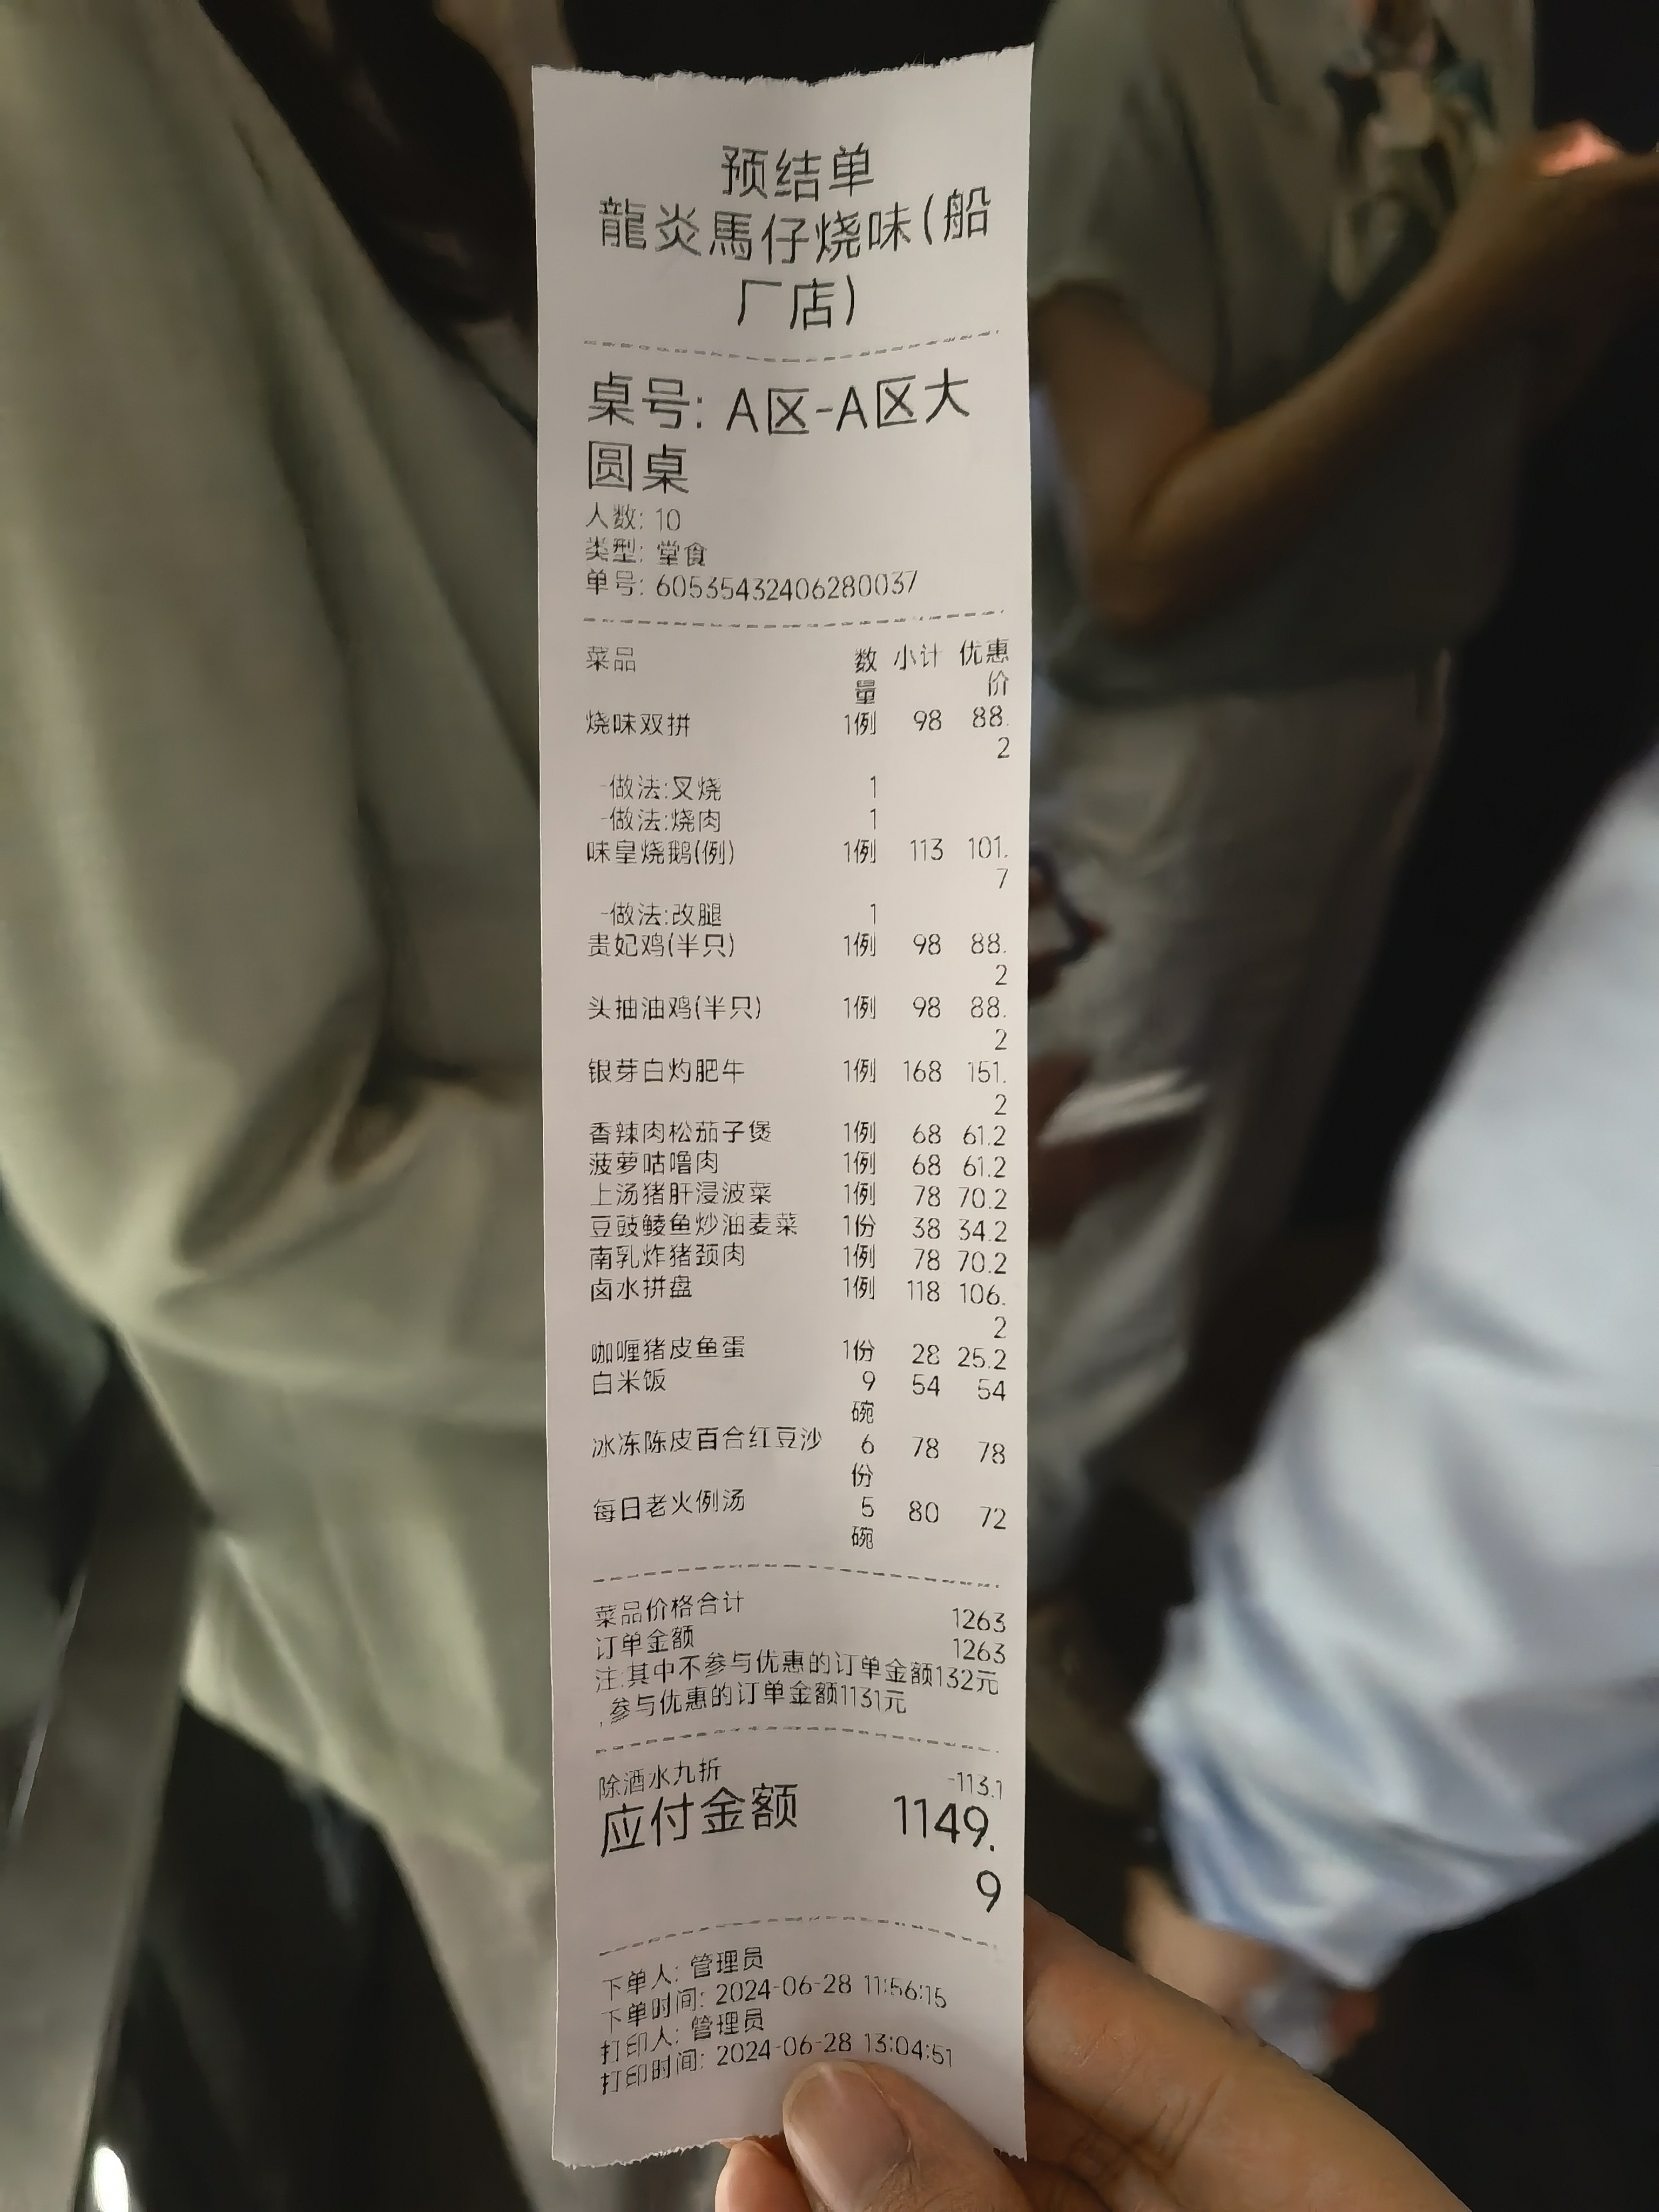 预结单
龍炎馬仔烧味(船
厂店)
桌号: A区-A区大
圆桌
人数: 10
类型: 堂食
单号: 605354432406280037
菜品 数 小计 优惠
量 价
烧味双拼 1例 98 88.
2
-做法:叉烧 1
-做法:烧肉 1
味皇烧鹅(例) 1例 113 101.
7
-做法:改腿 1
贵妃鸡(半只) 1例 98 88.
2
头抽油鸡(半只) 1例 98 88.
2
银芽白灼肥牛 1例 168 151.
2
香辣肉松茄子煲 1例 68 61.2
菠萝咕噜肉 1例 68 61.2
上汤猪肝浸波菜 1例 78 70.2
豆豉鲮鱼炒油麦菜 1份 38 34.2
南乳炸猪颈肉 1例 78 70.2
卤水拼盘 1例 118 106.
2
咖喱猪皮鱼蛋 1份 28 25.2
白米饭 9 54 54
碗
冰冻陈皮百合红豆沙 6 78 78
份
每日老火例汤 5 80 72
碗
菜品价格合计 1263
订单金额 1263
注:其中不参与优惠的订单金额132元
,参与优惠的订单金额1131元
除酒水九折 -113.1
应付金额 1149.
9
下单人: 管理员
下单时间: 2024-06-28 11:56:15
打印人: 管理员
打印时间: 2024-06-28 13:04:51